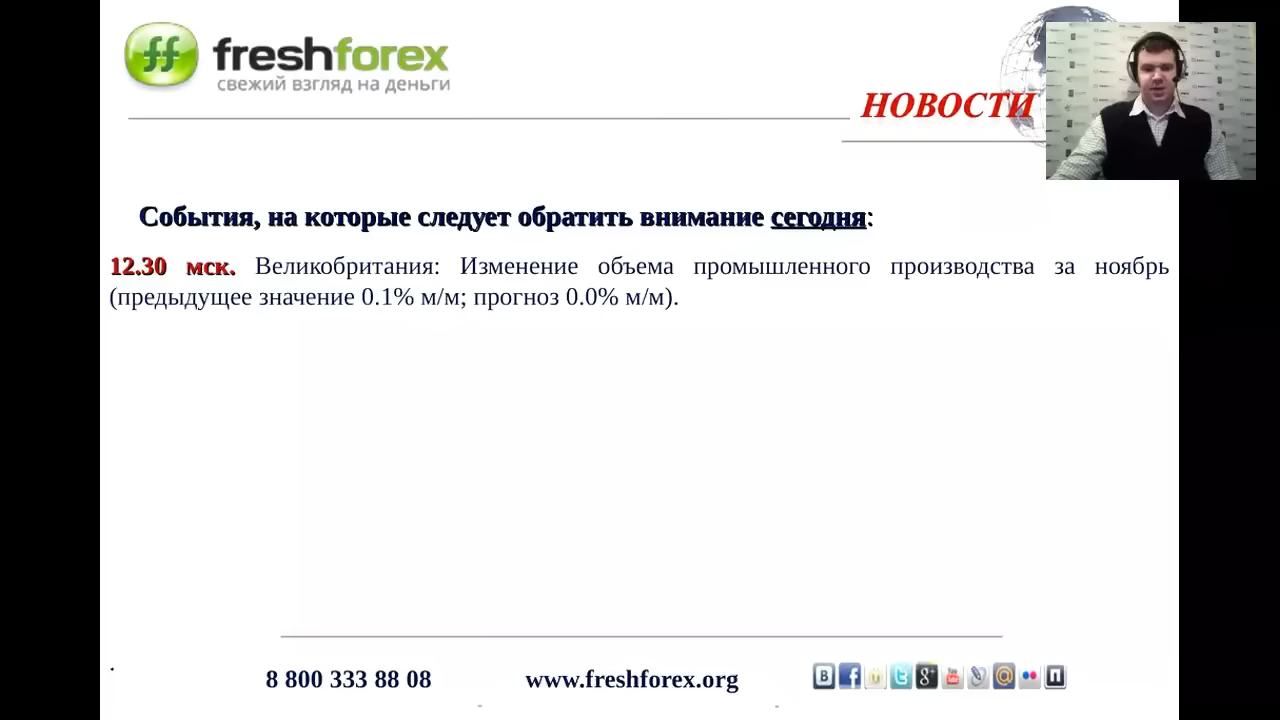 ff freshforex
свежий взгляд на деньги
НОВОСТИ
События, на которые следует обратить внимание сегодня:
12.30 мск. Великобритания: Изменение объема промышленного производства за ноябрь
(предыдущее значение 0.1% м/м; прогноз 0.0% м/м).
.
8 800 333 88 08 www.freshforex.org